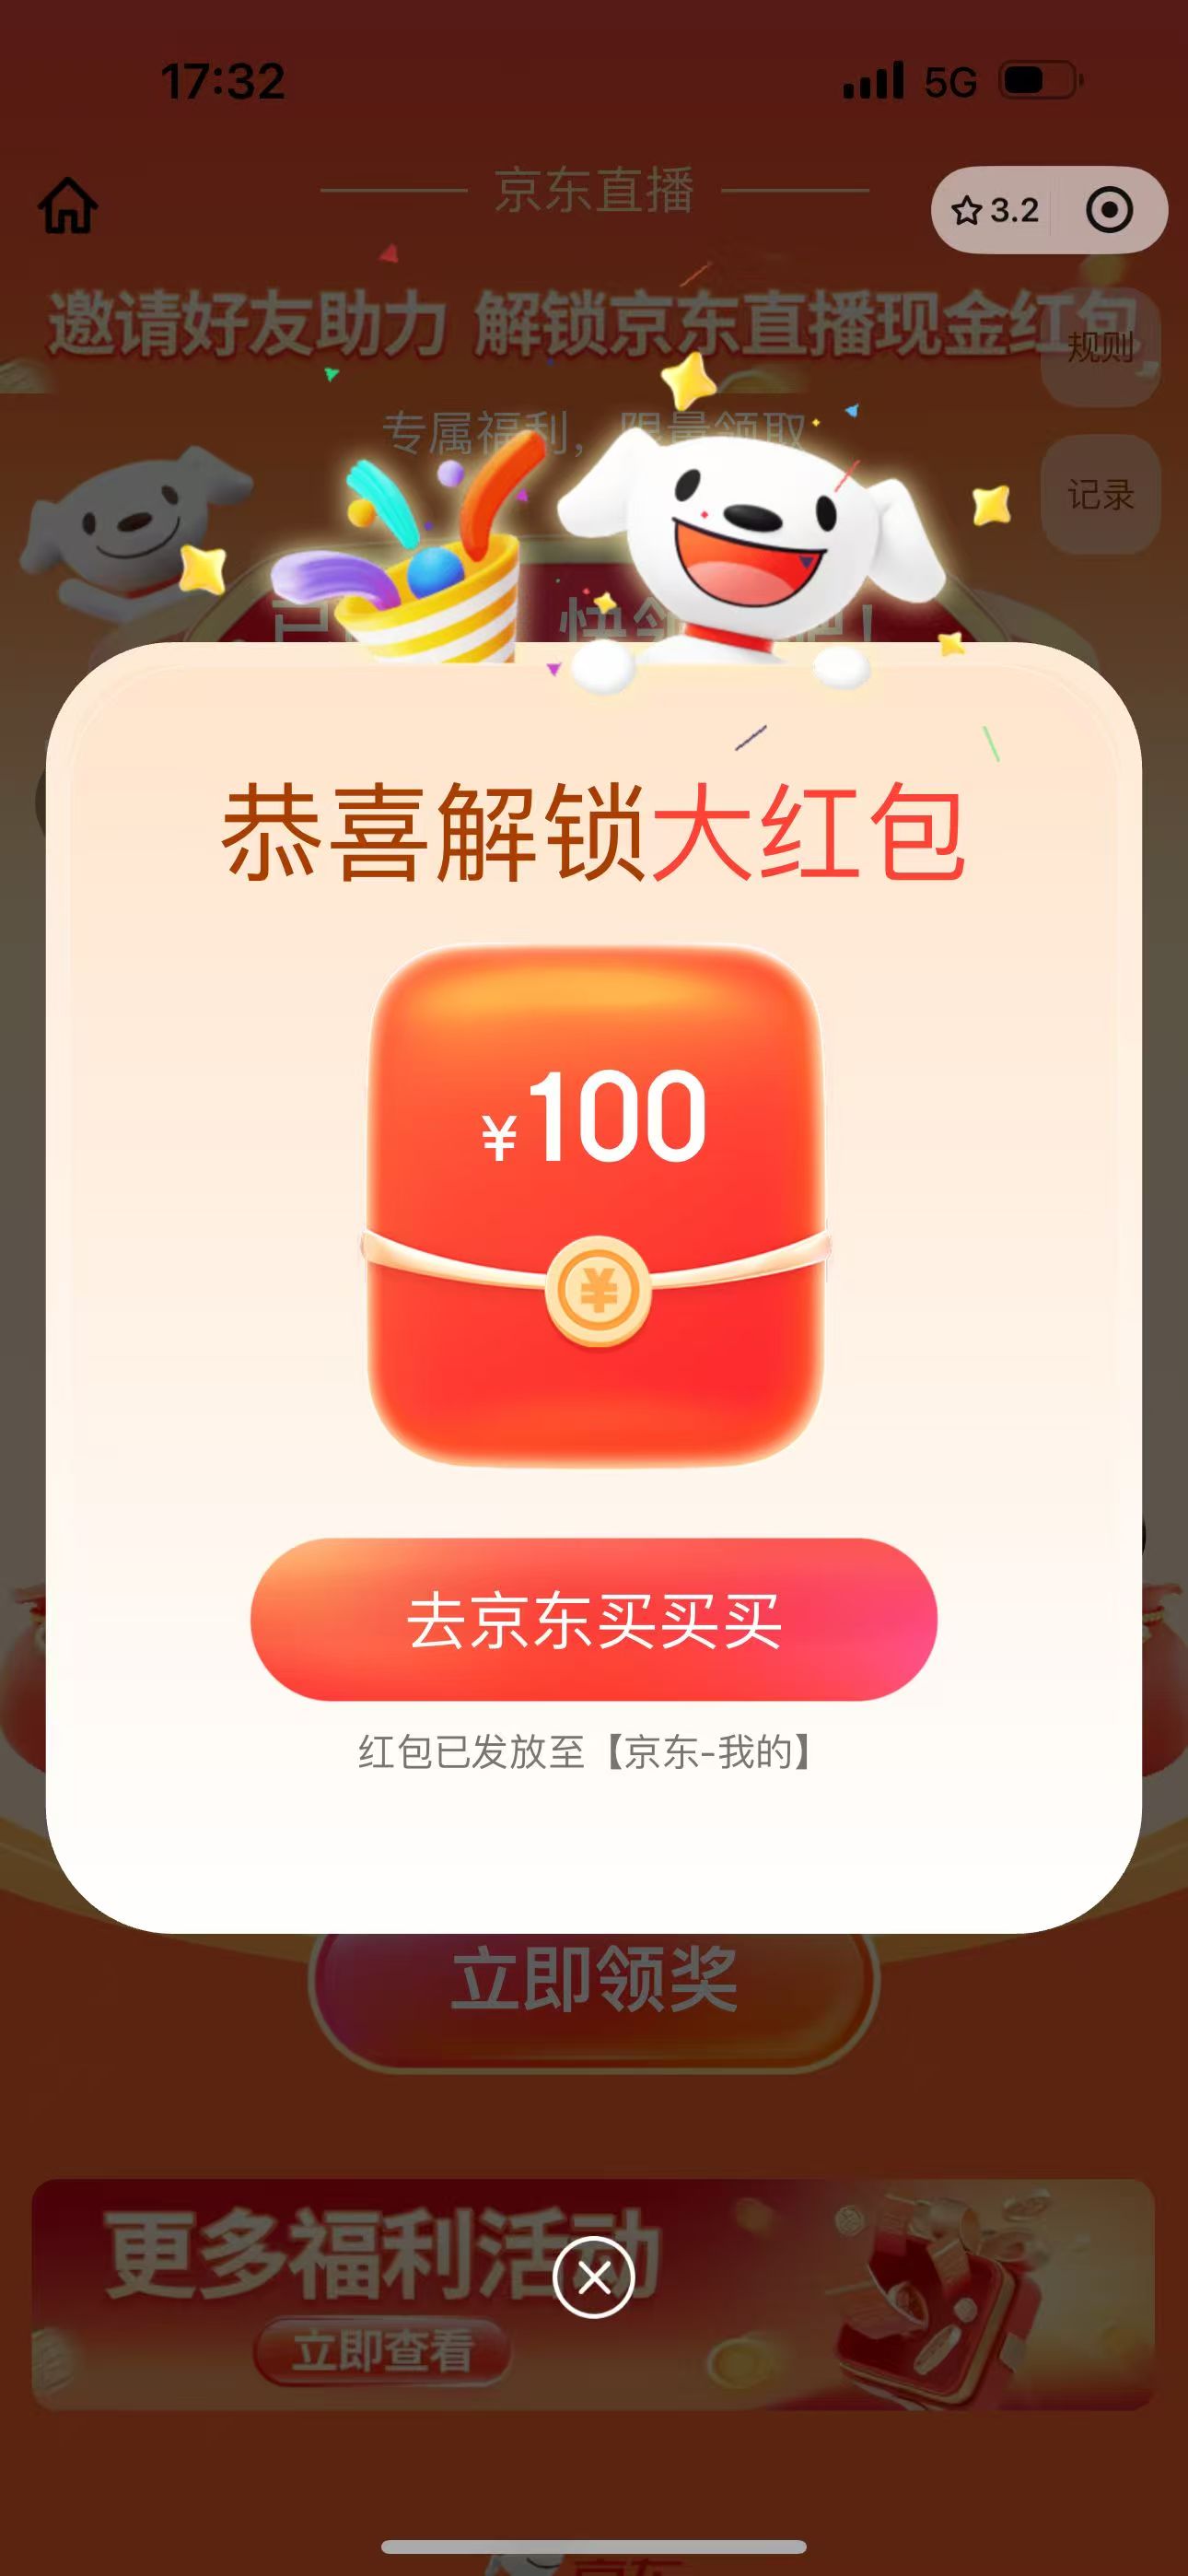 17:32
5G
京东直播
3.2
邀请好友助力 解锁京东直播现金红包
规则
专属福利，限量领取
记录
恭喜解锁大红包
¥100
¥
去京东买买买
红包已发放至【京东-我的】
立即领奖
更多福利活动
立即查看